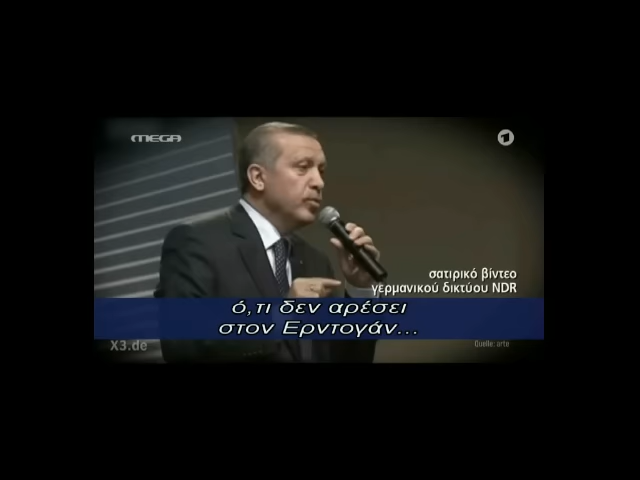 MEGA
σατιρικό βίντεο
γερμανικού δικτύου NDR
ό,τι δεν αρέσει
στον Ερντογάν...
X3.de
Quelle: arte